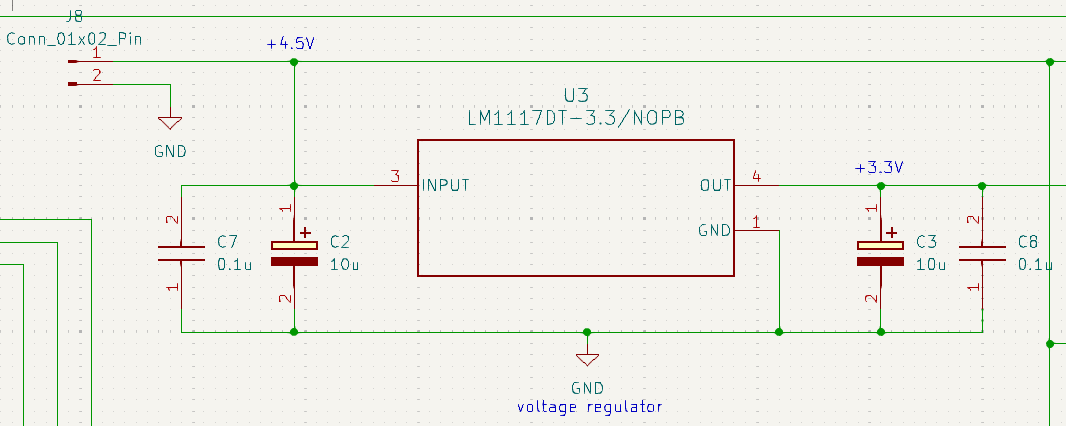 J8
Conn_01x02_Pin
1
2
GND
+4.5V
U3
LM1117DT-3.3/NOPB
3
INPUT
OUT
4
GND
1
+3.3V
2
C7
0.1u
1
1
+
C2
10u
2
1
+
C3
10u
2
2
C8
0.1u
1
GND
voltage regulator